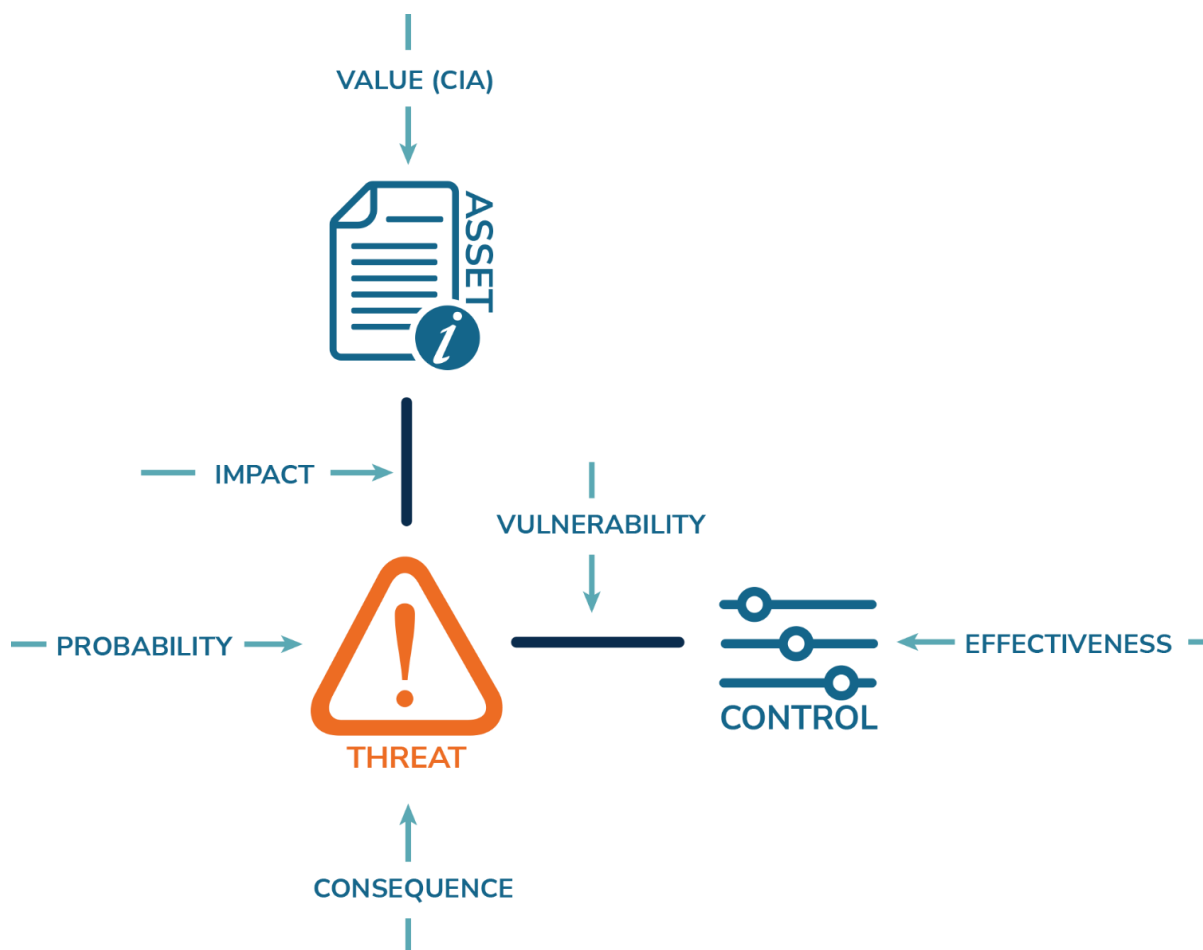 VALUE (CIA)
ASSET
i
IMPACT
VULNERABILITY
PROBABILITY
!
EFFECTIVENESS
CONTROL
THREAT
CONSEQUENCE